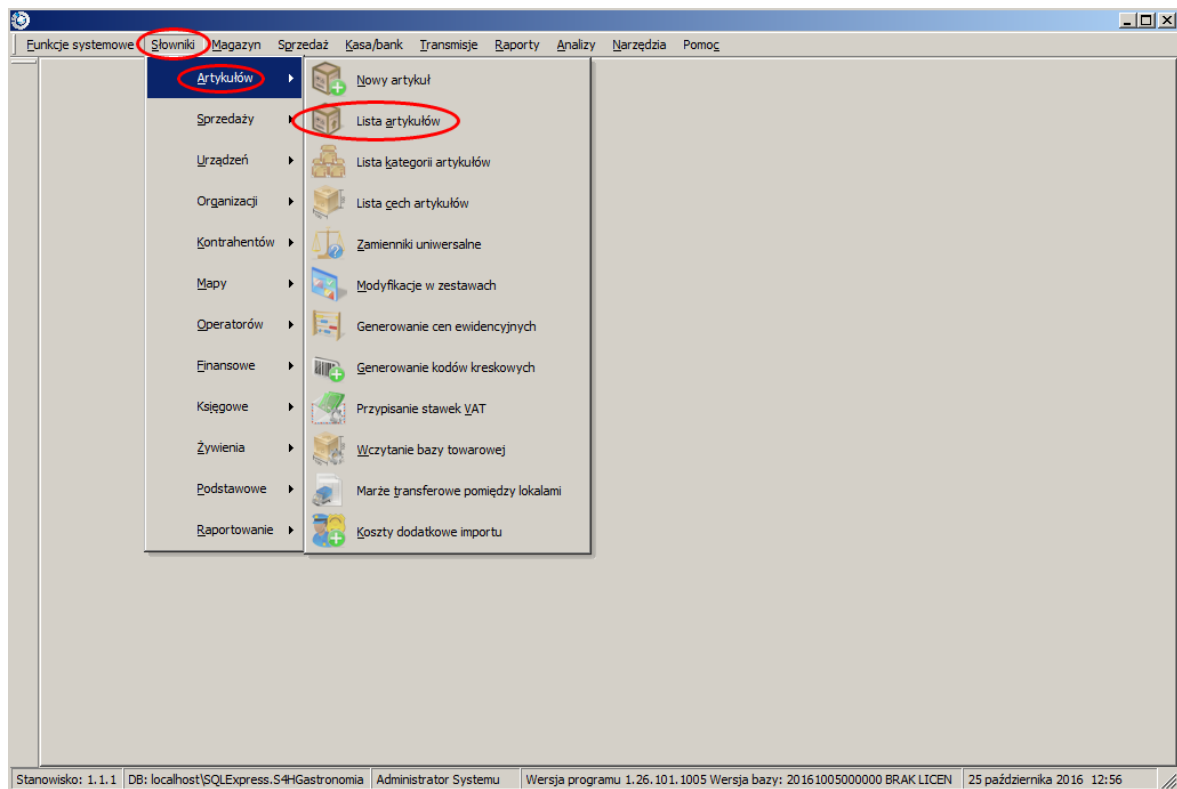 Funkcje systemowe Słowniki Magazyn Sprzedaż Kasa/bank Transmisje Raporty Analizy Narzędzia Pomoc
Artykułów
Sprzedaży
Urządzeń
Organizacji
Kontrahentów
Mapy
Operatorów
Finansowe
Księgowe
Żywienia
Podstawowe
Raportowanie
Nowy artykuł
Lista artykułów
Lista kategorii artykułów
Lista cech artykułów
Zamienniki uniwersalne
Modyfikacje w zestawach
Generowanie cen ewidencyjnych
Generowanie kodów kreskowych
Przypisanie stawek VAT
Wczytanie bazy towarowej
Marże transferowe pomiędzy lokalami
Koszty dodatkowe importu
Stanowisko: 1.1.1 DB: localhost\SQLExpress.S4HGastronomia Administrator Systemu Wersja programu 1.26.101.1005 Wersja bazy: 20161005000000 BRAK LICEN 25 października 2016 12:56